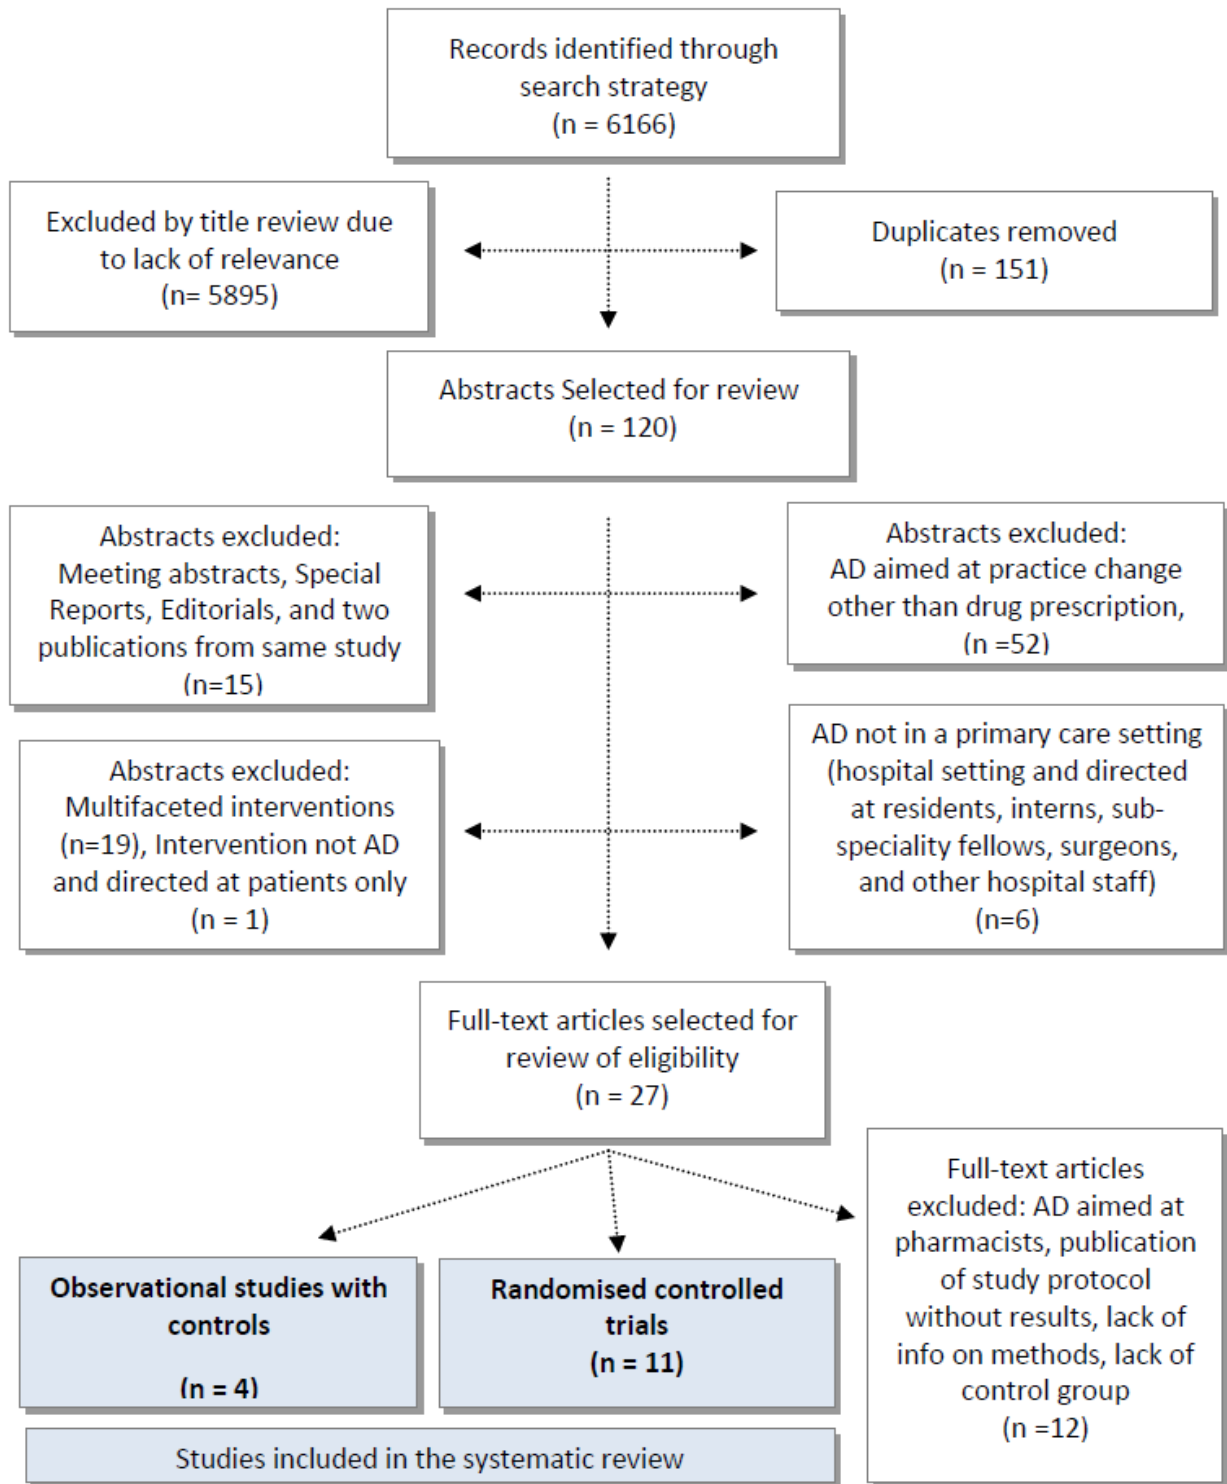 Records identified through
search strategy
(n = 6166)
Excluded by title review due
to lack of relevance
(n= 5895)
Duplicates removed
(n = 151)
Abstracts Selected for review
(n = 120)
Abstracts excluded:
Meeting abstracts, Special
Reports, Editorials, and two
publications from same study
(n=15)
Abstracts excluded:
AD aimed at practice change
other than drug prescription,
(n =52)
Abstracts excluded:
Multifaceted interventions
(n=19), Intervention not AD
and directed at patients only
(n = 1)
AD not in a primary care setting
(hospital setting and directed
at residents, interns, sub-
speciality fellows, surgeons,
and other hospital staff)
(n=6)
Full-text articles selected for
review of eligibility
(n = 27)
Observational studies with
controls
(n = 4)
Randomised controlled
trials
(n = 11)
Full-text articles
excluded: AD aimed at
pharmacists, publication
of study protocol
without results, lack of
info on methods, lack of
control group
(n =12)
Studies included in the systematic review